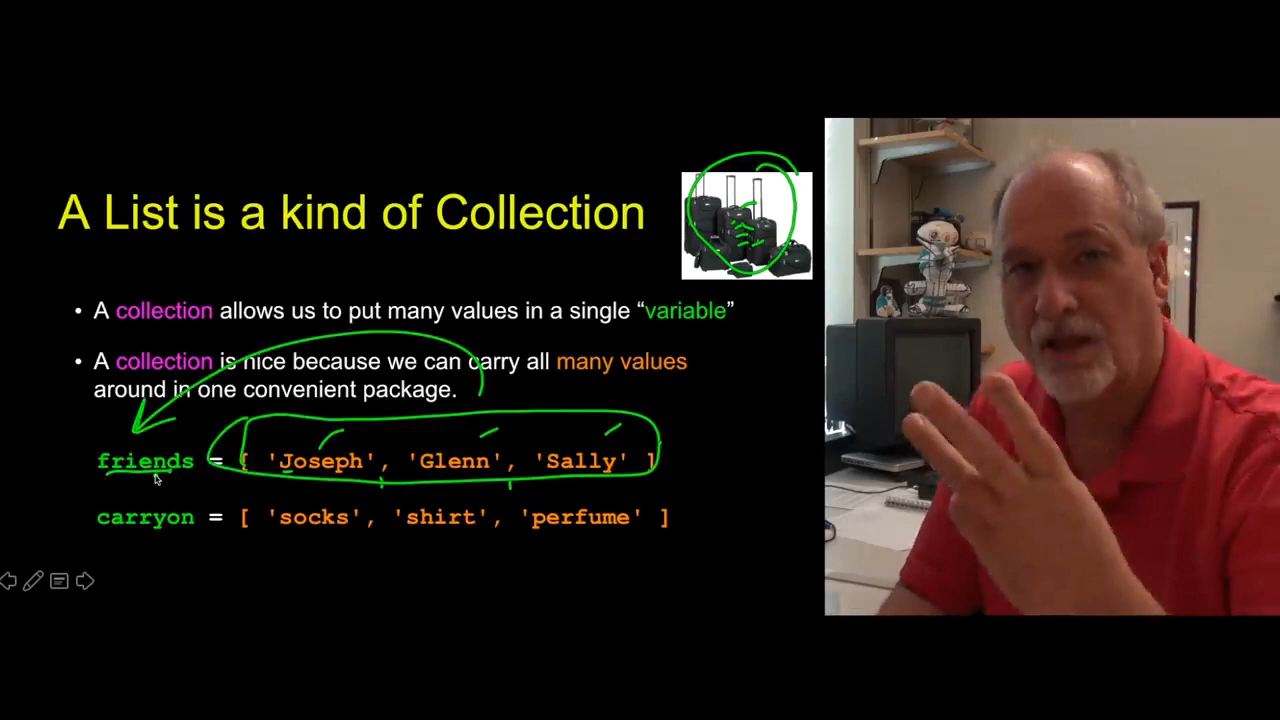 A List is a kind of Collection
• A collection allows us to put many values in a single “variable”
• A collection is nice because we can carry all many values
around in one convenient package.
friends = [ 'Joseph', 'Glenn', 'Sally' ]
carryon = [ 'socks', 'shirt', 'perfume' ]